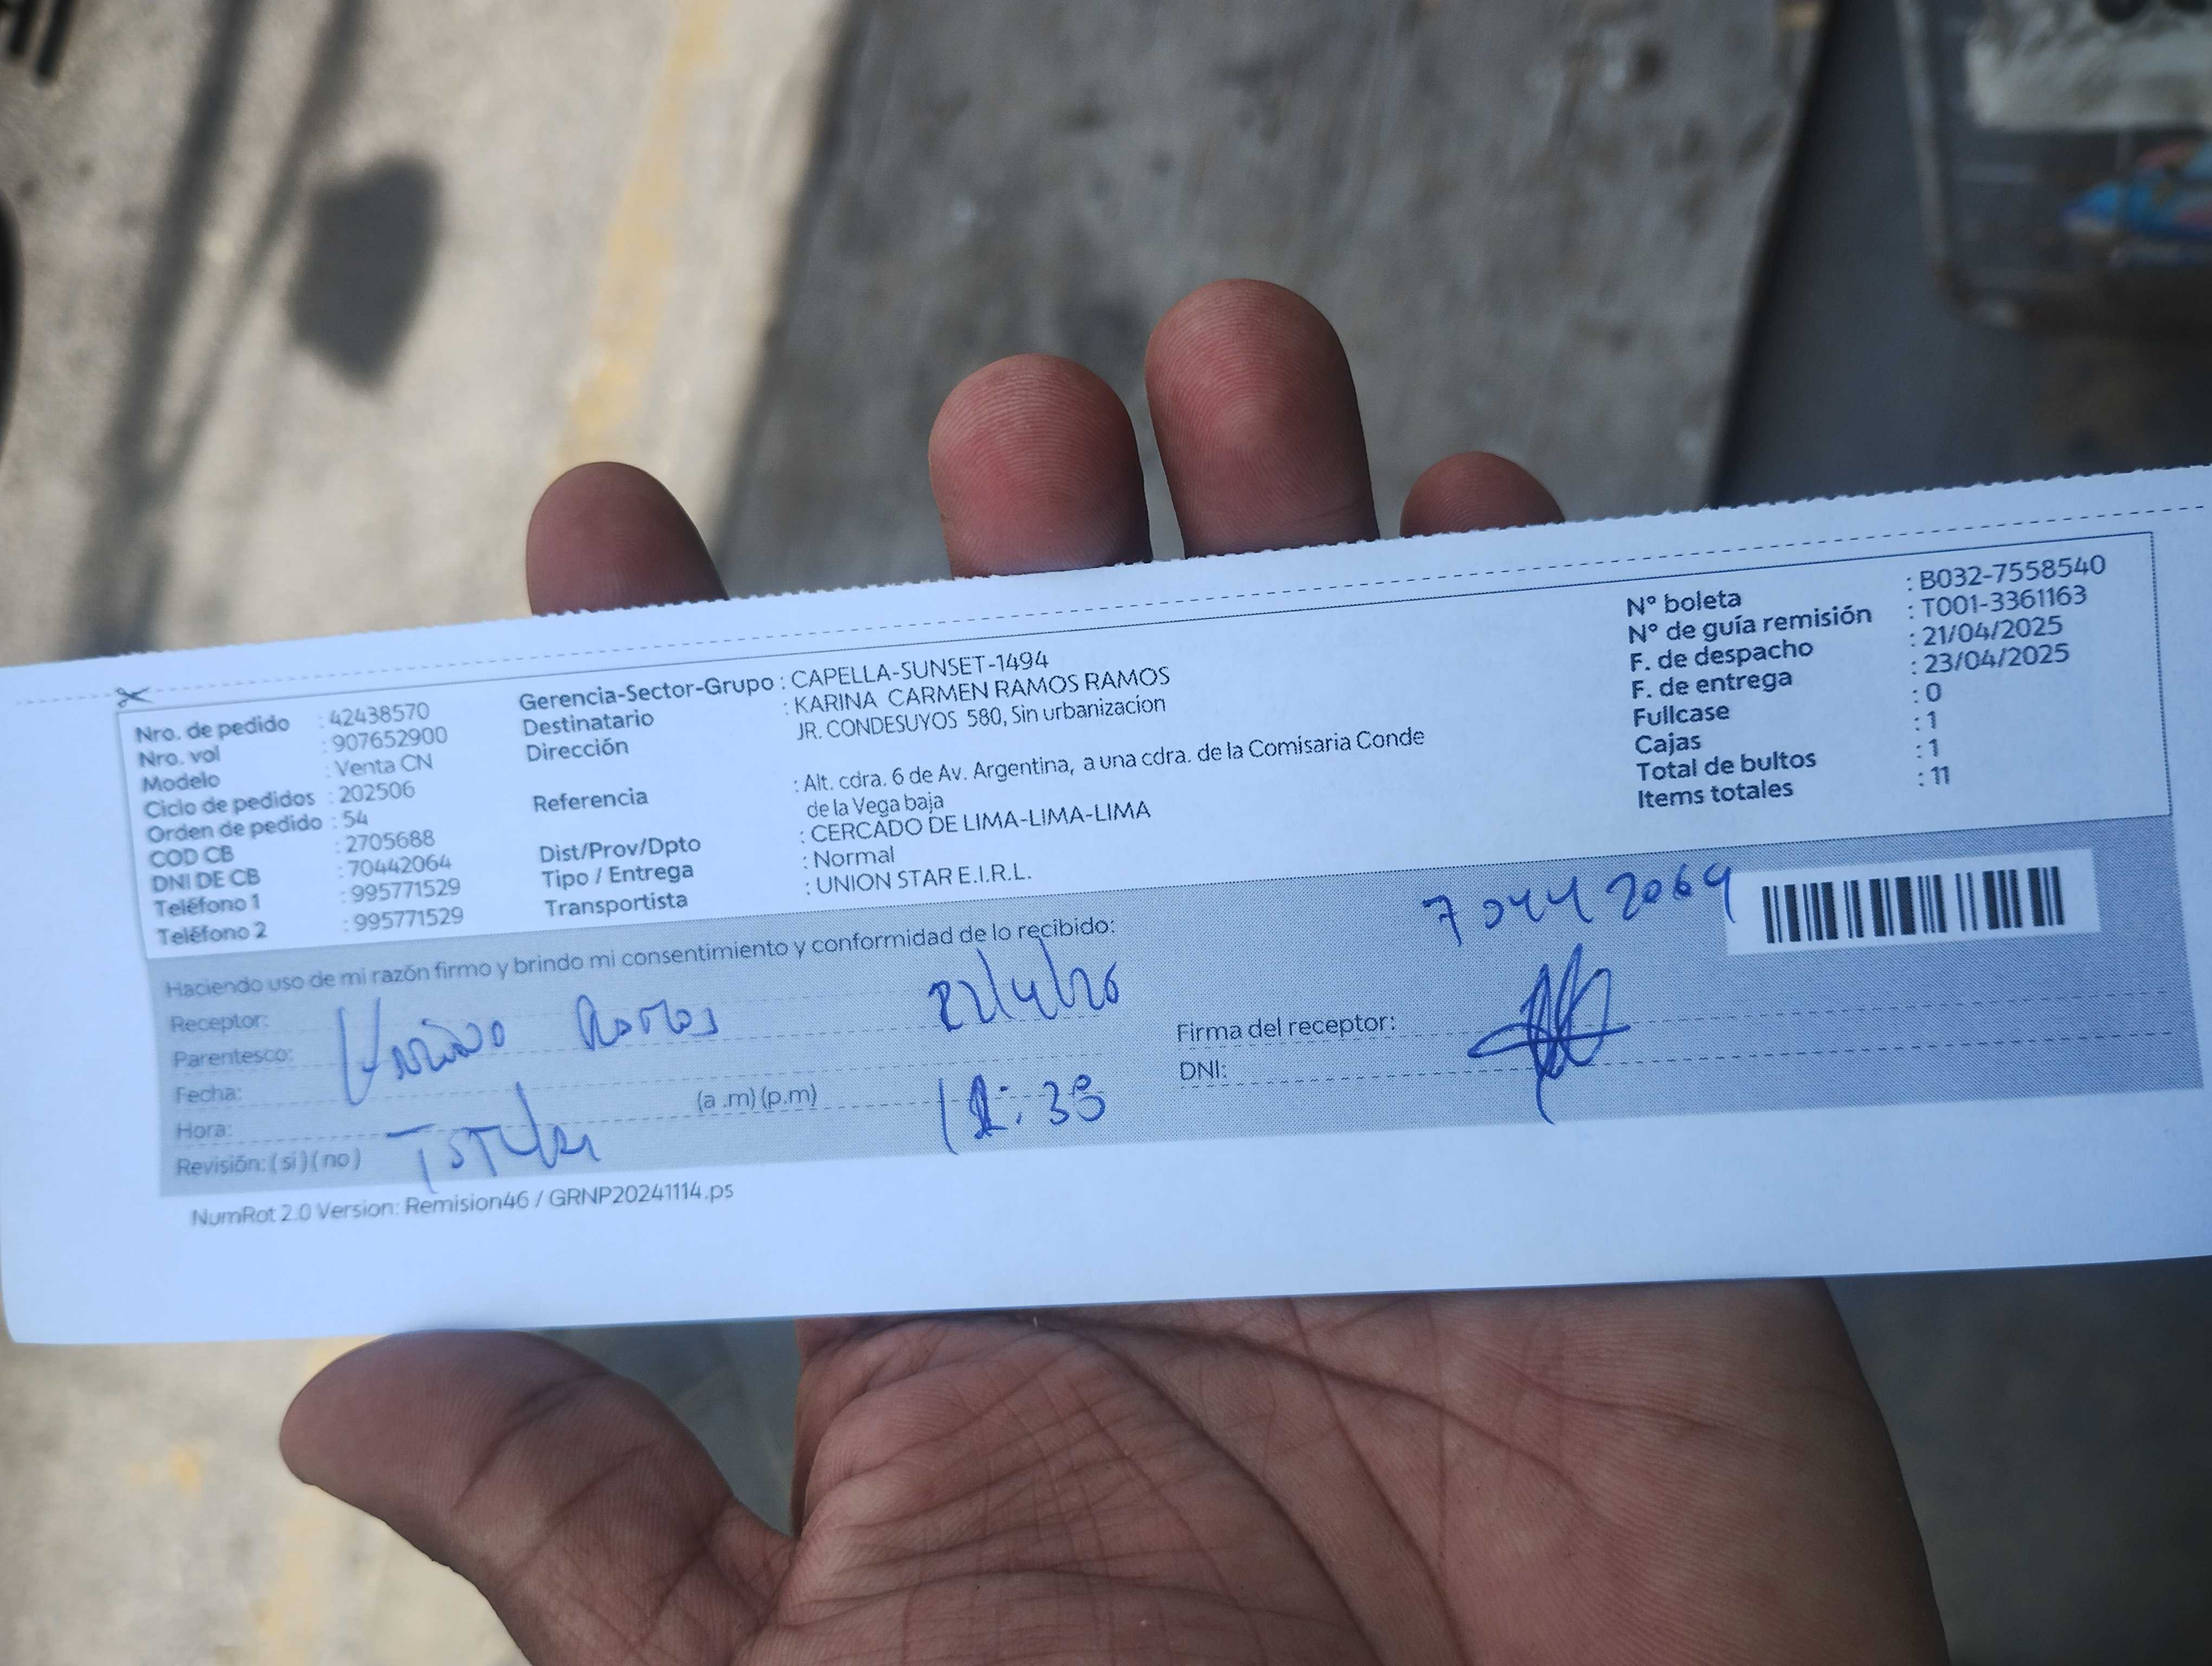 Nro. de pedido : 42438570
Nro. vol : 907652900
Modelo : Venta CN
Ciclo de pedidos : 202506
Orden de pedido : 54
COD CB : 2705688
DNI DE CB : 70442064
Teléfono 1 : 995771529
Teléfono 2 : 995771529
Gerencia-Sector-Grupo : CAPELLA-SUNSET-1494
Destinatario : KARINA CARMEN RAMOS RAMOS
Dirección JR. CONDESUYOS 580, Sin urbanizacion
Referencia : Alt. cdra. 6 de Av. Argentina, a una cdra. de la Comisaria Conde
de la Vega baja
Dist/Prov/Dpto : CERCADO DE LIMA-LIMA-LIMA
Tipo / Entrega : Normal
Transportista : UNION STAR E.I.R.L.
N° boleta : B032-7558540
N° de guía remisión : T001-3361163
F. de despacho : 21/04/2025
F. de entrega : 23/04/2025
Fullcase : 0
Cajas : 1
Total de bultos : 1
Items totales : 11
Haciendo uso de mi razón firmo y brindo mi consentimiento y conformidad de lo recibido:
Receptor:
Parentesco: Ramos
Fecha:
Hora: (a .m) (p.m)
Revisión: ( si ) ( no )
70442064
Firma del receptor:
DNI:
NumRot 2.0 Version: Remision46 / GRNP20241114.ps